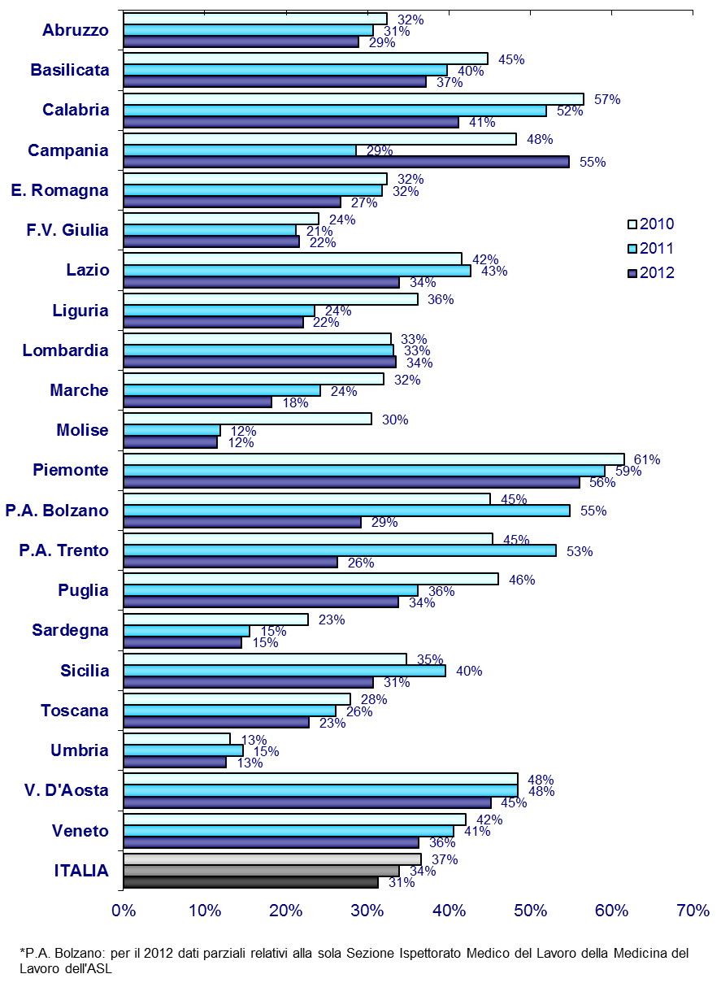 Abruzzo 32% 31% 29%
Basilicata 45% 40% 37%
Calabria 57% 52% 41%
Campania 48% 29% 55%
E. Romagna 32% 32% 27%
F.V. Giulia 24% 21% 22%
2010
2011
2012
Lazio 42% 43% 34%
Liguria 36% 24% 22%
Lombardia 33% 33% 34%
Marche 32% 24% 18%
Molise 30% 12% 12%
Piemonte 61% 59% 56%
P.A. Bolzano 45% 55% 29%
P.A. Trento 45% 53% 26%
Puglia 46% 36% 34%
Sardegna 23% 15% 15%
Sicilia 35% 40% 31%
Toscana 28% 26% 23%
Umbria 13% 15% 13%
V. D'Aosta 48% 48% 45%
Veneto 42% 41% 36%
ITALIA 37% 34% 31%
0% 10% 20% 30% 40% 50% 60% 70%
*P.A. Bolzano: per il 2012 dati parziali relativi alla sola Sezione Ispettorato Medico del Lavoro della Medicina del
Lavoro dell'ASL